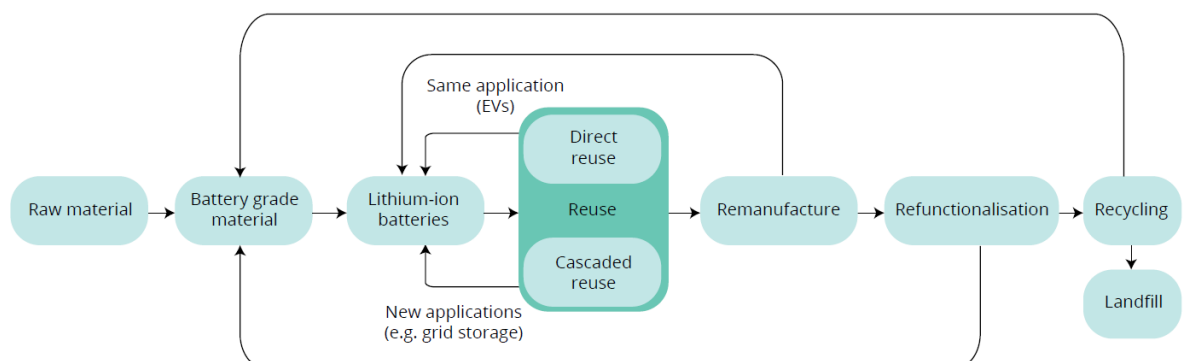 Same application
(EVs)
Direct
reuse
Raw material
Battery grade
material
Lithium-ion
batteries
Reuse
Remanufacture
Refunctionalisation
Recycling
Cascaded
reuse
New applications
(e.g. grid storage)
Landfill